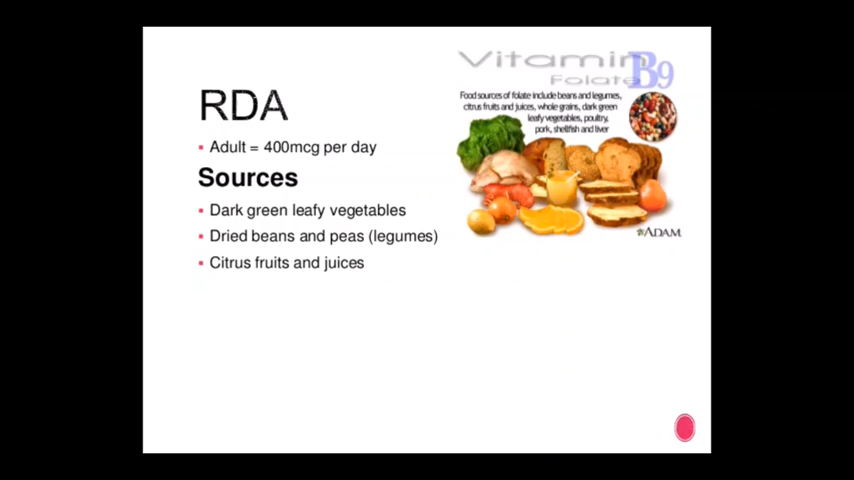 RDA
▪ Adult = 400mcg per day
Sources
▪ Dark green leafy vegetables
▪ Dried beans and peas (legumes)
▪ Citrus fruits and juices
Vitamin B9
Folate
Food sources of folate include beans and legumes,
citrus fruits and juices, whole grains, dark green
leafy vegetables, poultry,
pork, shellfish and liver
ADAM